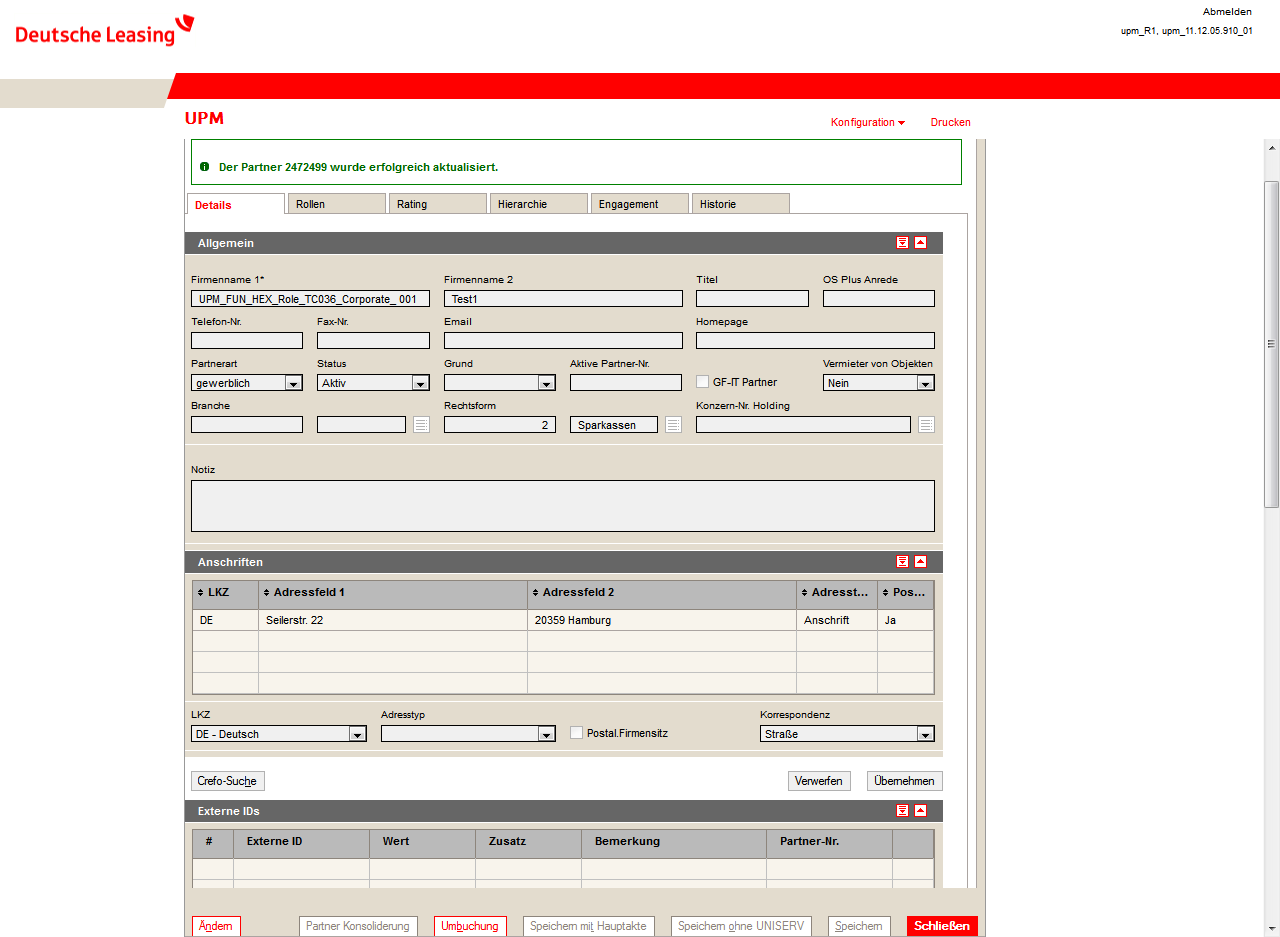 Abmelden
Deutsche Leasing
upm_R1, upm_11.12.05.910_01
UPM
Konfiguration Drucken
Der Partner 2472499 wurde erfolgreich aktualisiert.
Details Rollen Rating Hierarchie Engagement Historie
Allgemein
Firmenname 1* Firmenname 2 Titel OS Plus Anrede
UPM_FUN_HEX_Role_TC036_Corporate_ 001 Test1
Telefon-Nr. Fax-Nr. Email Homepage
Partnerart Status Grund Aktive Partner-Nr. Vermieter von Objekten
gewerblich Aktiv GF-IT Partner Nein
Branche Rechtsform Konzern-Nr. Holding
2 Sparkassen
Notiz
Anschriften
LKZ Adressfeld 1 Adressfeld 2 Adresst... Pos...
DE Seilerstr. 22 20359 Hamburg Anschrift Ja
LKZ Adresstyp Korrespondenz
DE - Deutsch Postal.Firmensitz Straße
Crefo-Suche Verwerfen Übernehmen
Externe IDs
# Externe ID Wert Zusatz Bemerkung Partner-Nr.
Ändern Partner Konsolidierung Umbuchung Speichern mit Hauptakte Speichern ohne UNISERV Speichern Schließen